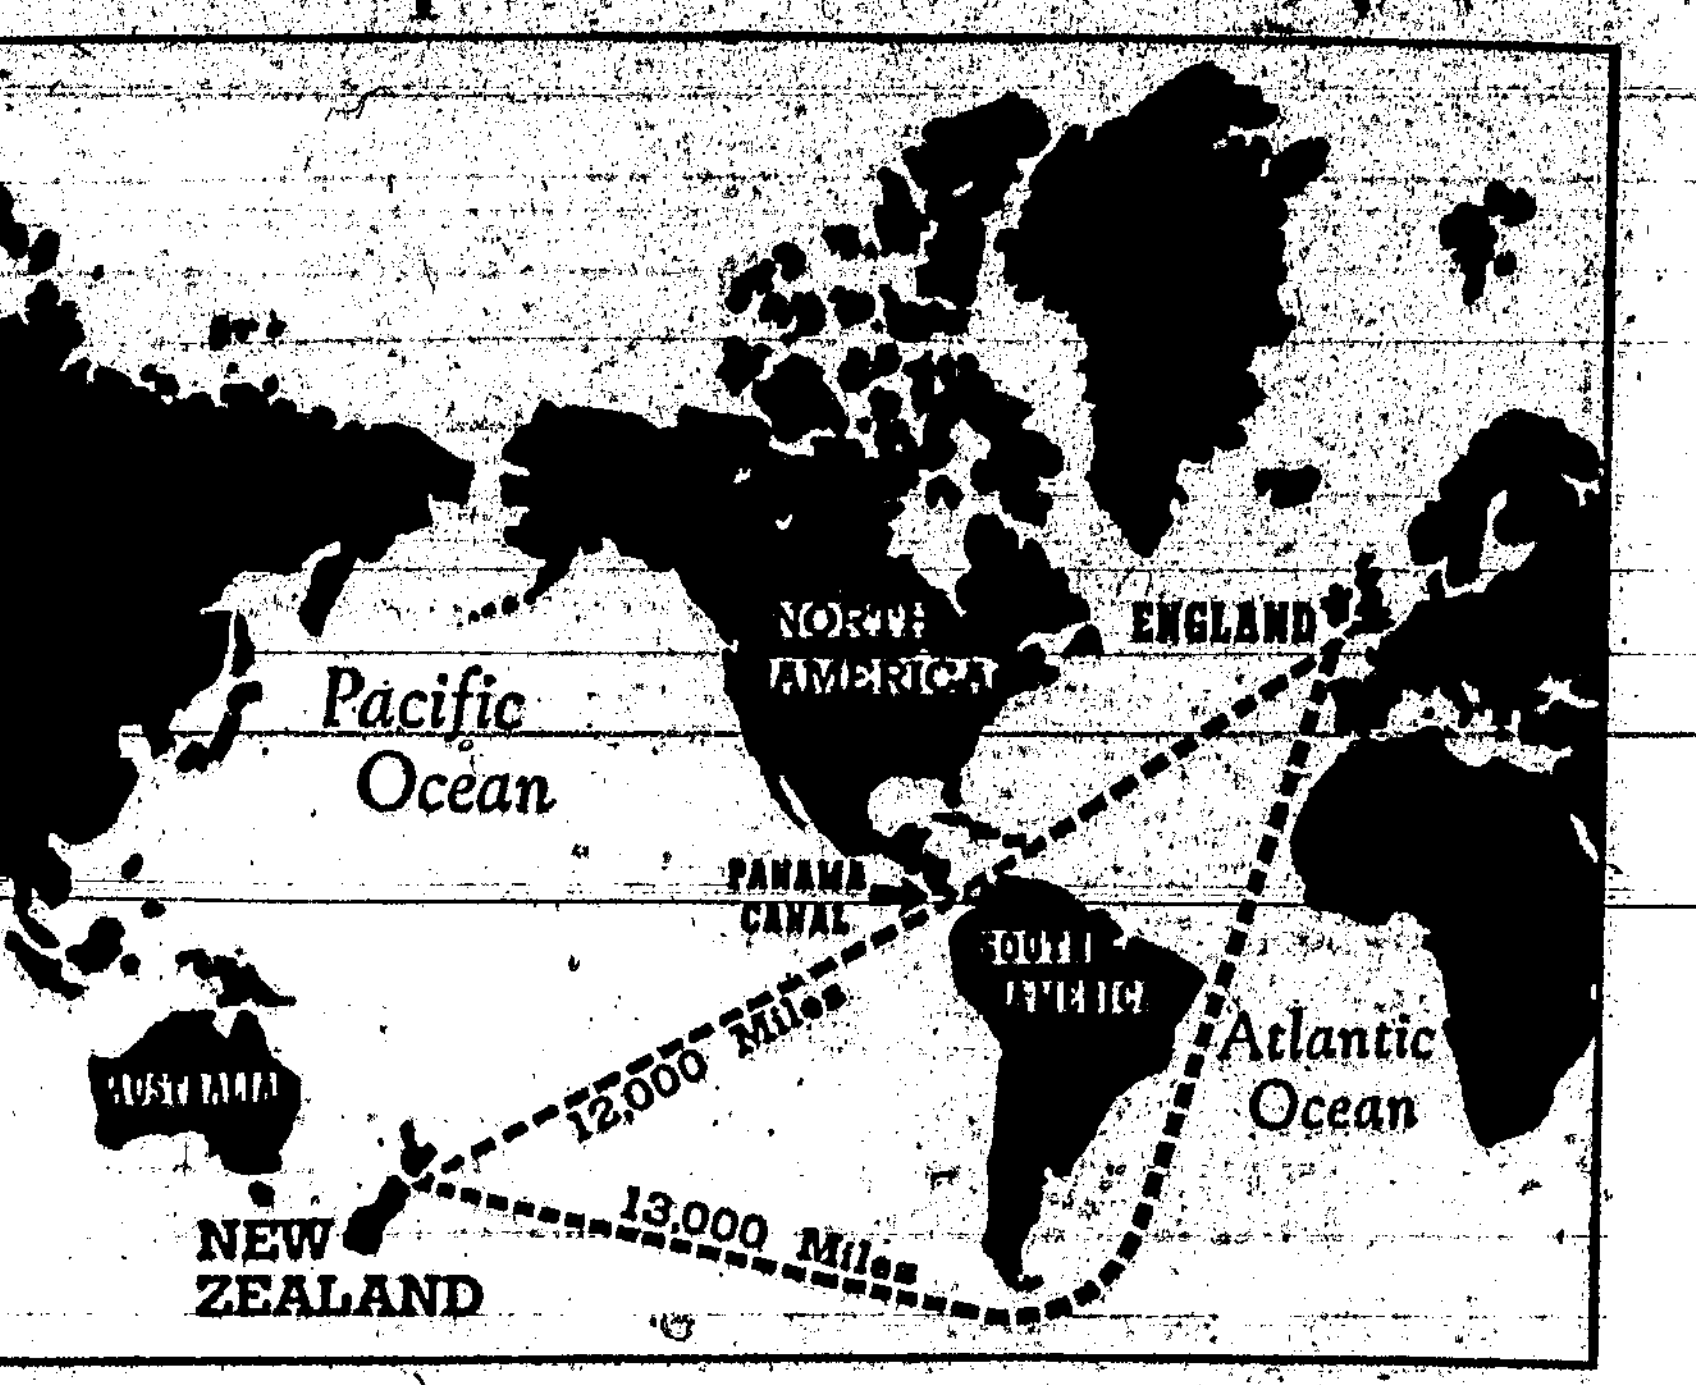 NORTH
AMERICA
ENGLAND
Pacific
Ocean
PANAMA
CANAL
SOUTH
AMERICA
12,000 Miles
Atlantic
Ocean
AUSTRALIA
13,000 Miles
NEW
ZEALAND